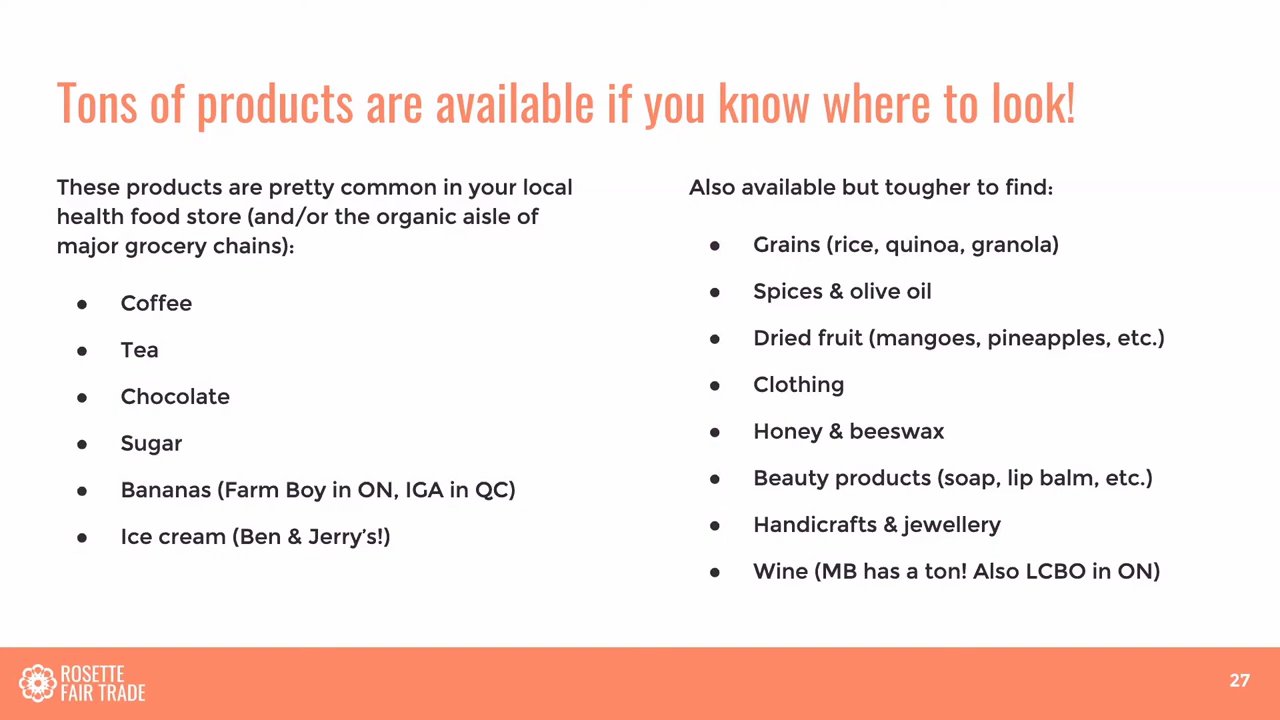 Tons of products are available if you know where to look!
These products are pretty common in your local
health food store (and/or the organic aisle of
major grocery chains):
● Coffee
● Tea
● Chocolate
● Sugar
● Bananas (Farm Boy in ON, IGA in QC)
● Ice cream (Ben & Jerry’s!)
Also available but tougher to find:
● Grains (rice, quinoa, granola)
● Spices & olive oil
● Dried fruit (mangoes, pineapples, etc.)
● Clothing
● Honey & beeswax
● Beauty products (soap, lip balm, etc.)
● Handicrafts & jewellery
● Wine (MB has a ton! Also LCBO in ON)
ROSETTE
FAIR TRADE
27